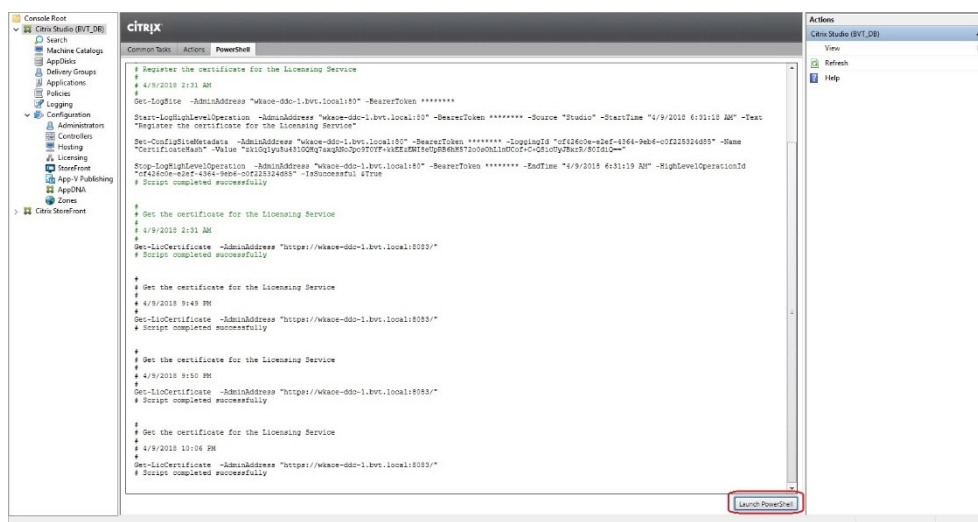 Console Root
Citrix Studio (BVT_DB)
Search
Machine Catalogs
AppDisks
Delivery Groups
Applications
Policies
Logging
Configuration
Administrators
Controllers
Hosting
Licensing
StoreFront
App-V Publishing
AppDNA
Zones
Citrix StoreFront
CITRIX
Common Tasks Actions PowerShell
# Register the certificate for the Licensing Service
#
# 4/9/2018 2:31 AM
#
Get-LogSite -AdminAddress "wkace-ddc-1.bvt.local:80" -BearerToken ********
Start-LogHighLevelOperation -AdminAddress "wkace-ddc-1.bvt.local:80" -BearerToken ******** -Source "Studio" -StartTime "4/9/2018 6:31:18 AM" -Text
"Register the certificate for the Licensing Service"
Set-ConfigSiteMetadata -AdminAddress "wkace-ddc-1.bvt.local:80" -BearerToken ******** -LoggingId "cf426c0e-e2ef-4364-9eb6-c0f225324d85" -Name
"CertificateHash" -Value
Stop-LogHighLevelOperation -AdminAddress "wkace-ddc-1.bvt.local:80" -BearerToken ******** -EndTime "4/9/2018 6:31:19 AM" -HighLevelOperationId
"cf426c0e-e2ef-4364-9eb6-c0f225324d85" -IsSuccessful $True
# Script completed successfully
#
# Get the certificate for the Licensing Service
#
# 4/9/2018 2:31 AM
#
Get-LicCertificate -AdminAddress "https://wkace-ddc-1.bvt.local:8083/"
# Script completed successfully
#
# Get the certificate for the Licensing Service
#
# 4/9/2018 9:49 PM
#
Get-LicCertificate -AdminAddress "https://wkace-ddc-1.bvt.local:8083/"
# Script completed successfully
#
# Get the certificate for the Licensing Service
#
# 4/9/2018 9:50 PM
#
Get-LicCertificate -AdminAddress "https://wkace-ddc-1.bvt.local:8083/"
# Script completed successfully
#
# Get the certificate for the Licensing Service
#
# 4/9/2018 10:06 PM
#
Get-LicCertificate -AdminAddress "https://wkace-ddc-1.bvt.local:8083/"
# Script completed successfully
Launch PowerShell
Actions
Citrix Studio (BVT_DB)
View
Refresh
Help